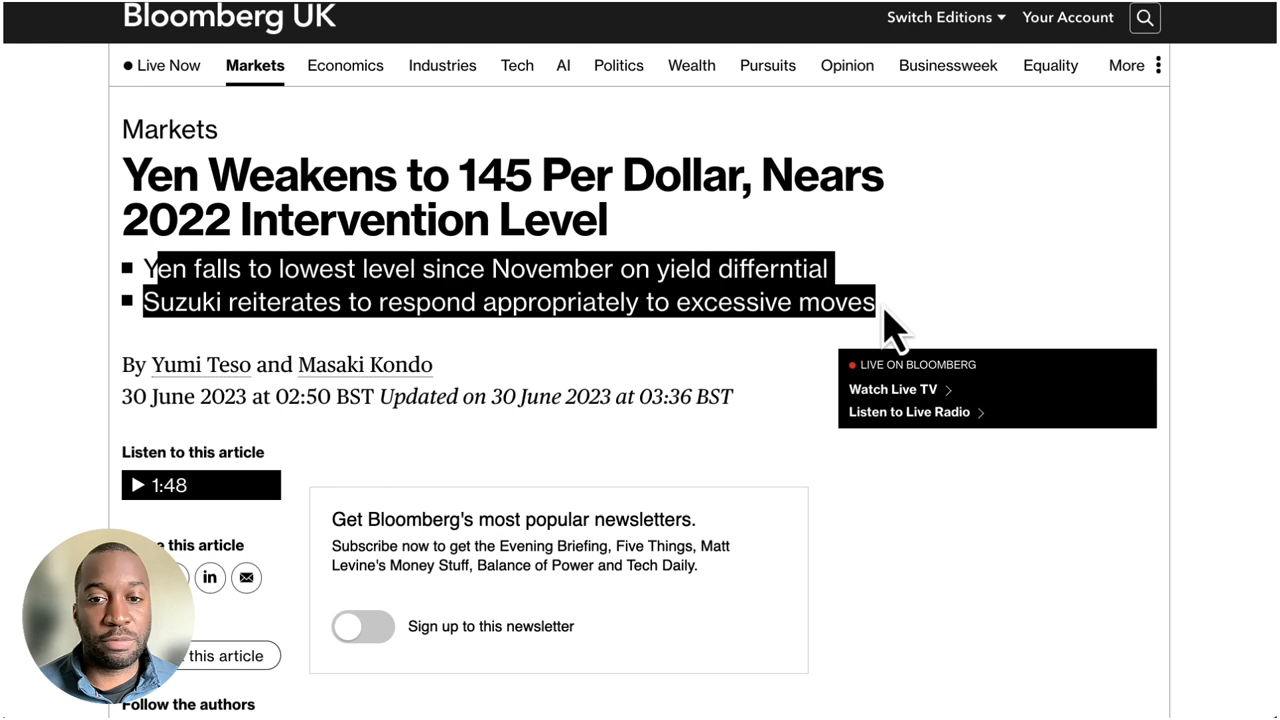 Bloomberg UK
Switch Editions
Your Account
Live Now
Markets
Economics
Industries
Tech
AI
Politics
Wealth
Pursuits
Opinion
Businessweek
Equality
More
Markets
Yen Weakens to 145 Per Dollar, Nears
2022 Intervention Level
Yen falls to lowest level since November on yield differntial
Suzuki reiterates to respond appropriately to excessive moves
By Yumi Teso and Masaki Kondo
30 June 2023 at 02:50 BST Updated on 30 June 2023 at 03:36 BST
LIVE ON BLOOMBERG
Watch Live TV
Listen to Live Radio
Listen to this article
1:48
Get Bloomberg's most popular newsletters.
Subscribe now to get the Evening Briefing, Five Things, Matt
Levine's Money Stuff, Balance of Power and Tech Daily.
Sign up to this newsletter
this article
in
this article
Follow the authors